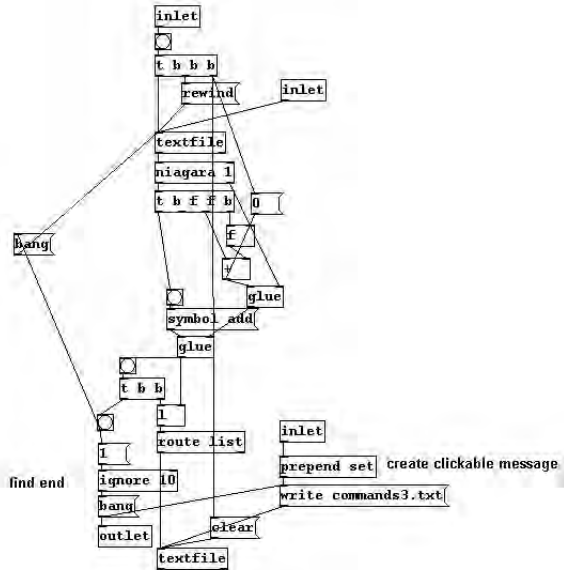 inlet
t b b b
rewind
inlet
textfile
niagara 1
t b f f b
0
bang
f
+
glue
symbol add
glue
t b b
l
inlet
route list
1
prepend set
create clickable message
find end
ignore 10
write commands3.txt
bang
clear
outlet
textfile